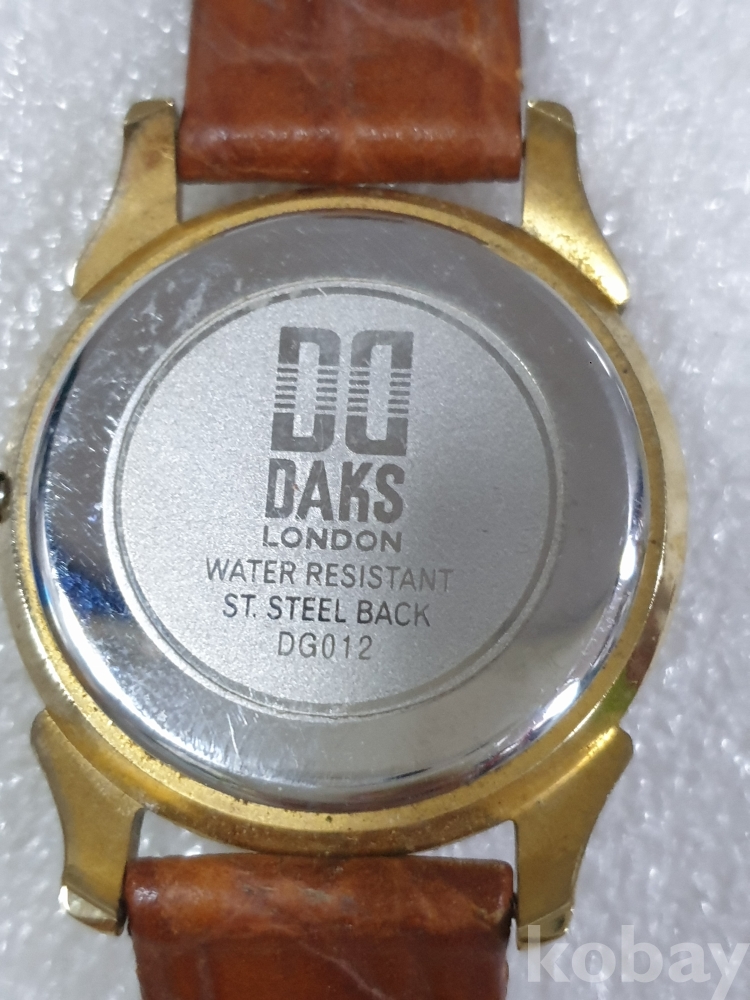 DD
DAKS
LONDON
WATER RESISTANT
ST. STEEL BACK
DG012
kobay